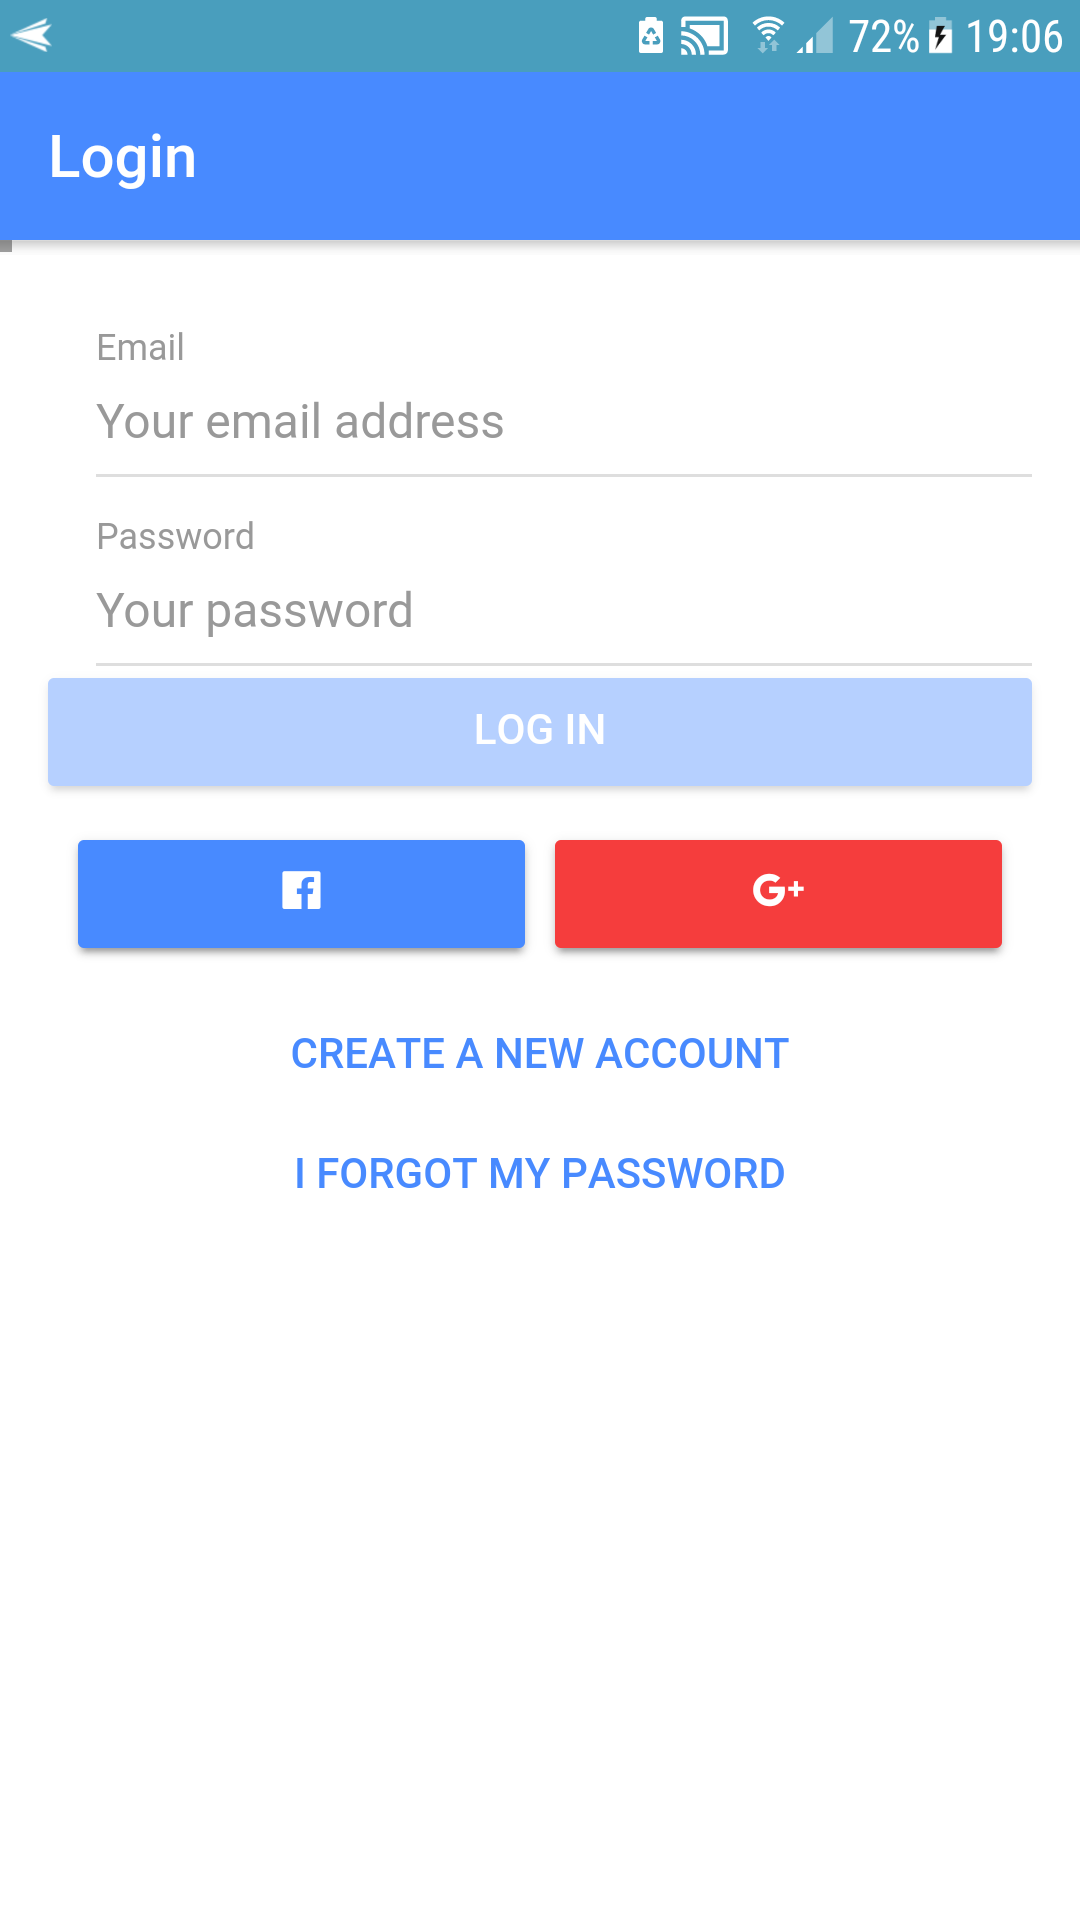 72% 19:06
Login
Email
Your email address
Password
Your password
LOG IN
G+
CREATE A NEW ACCOUNT
I FORGOT MY PASSWORD